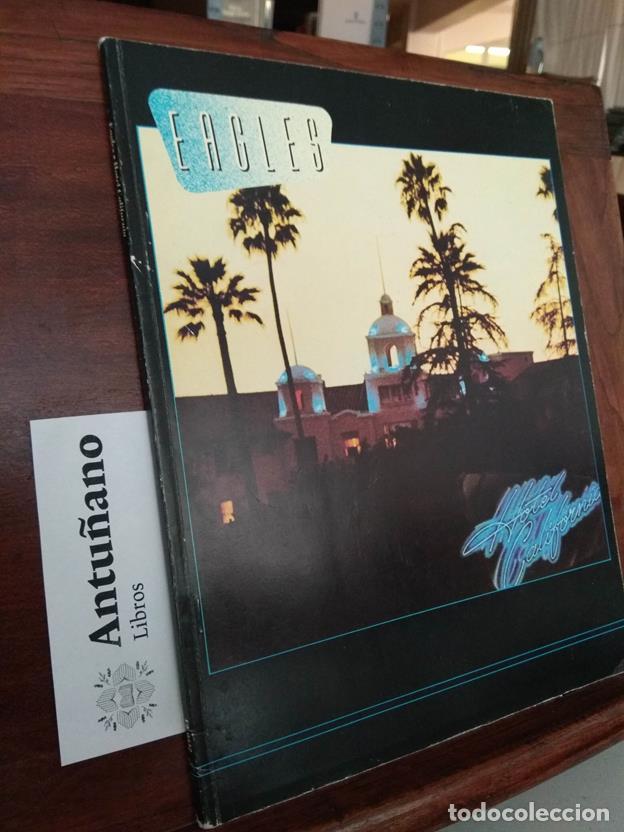 EAGLES
Hotel
California
Antuñano
Libros
todocoleccion